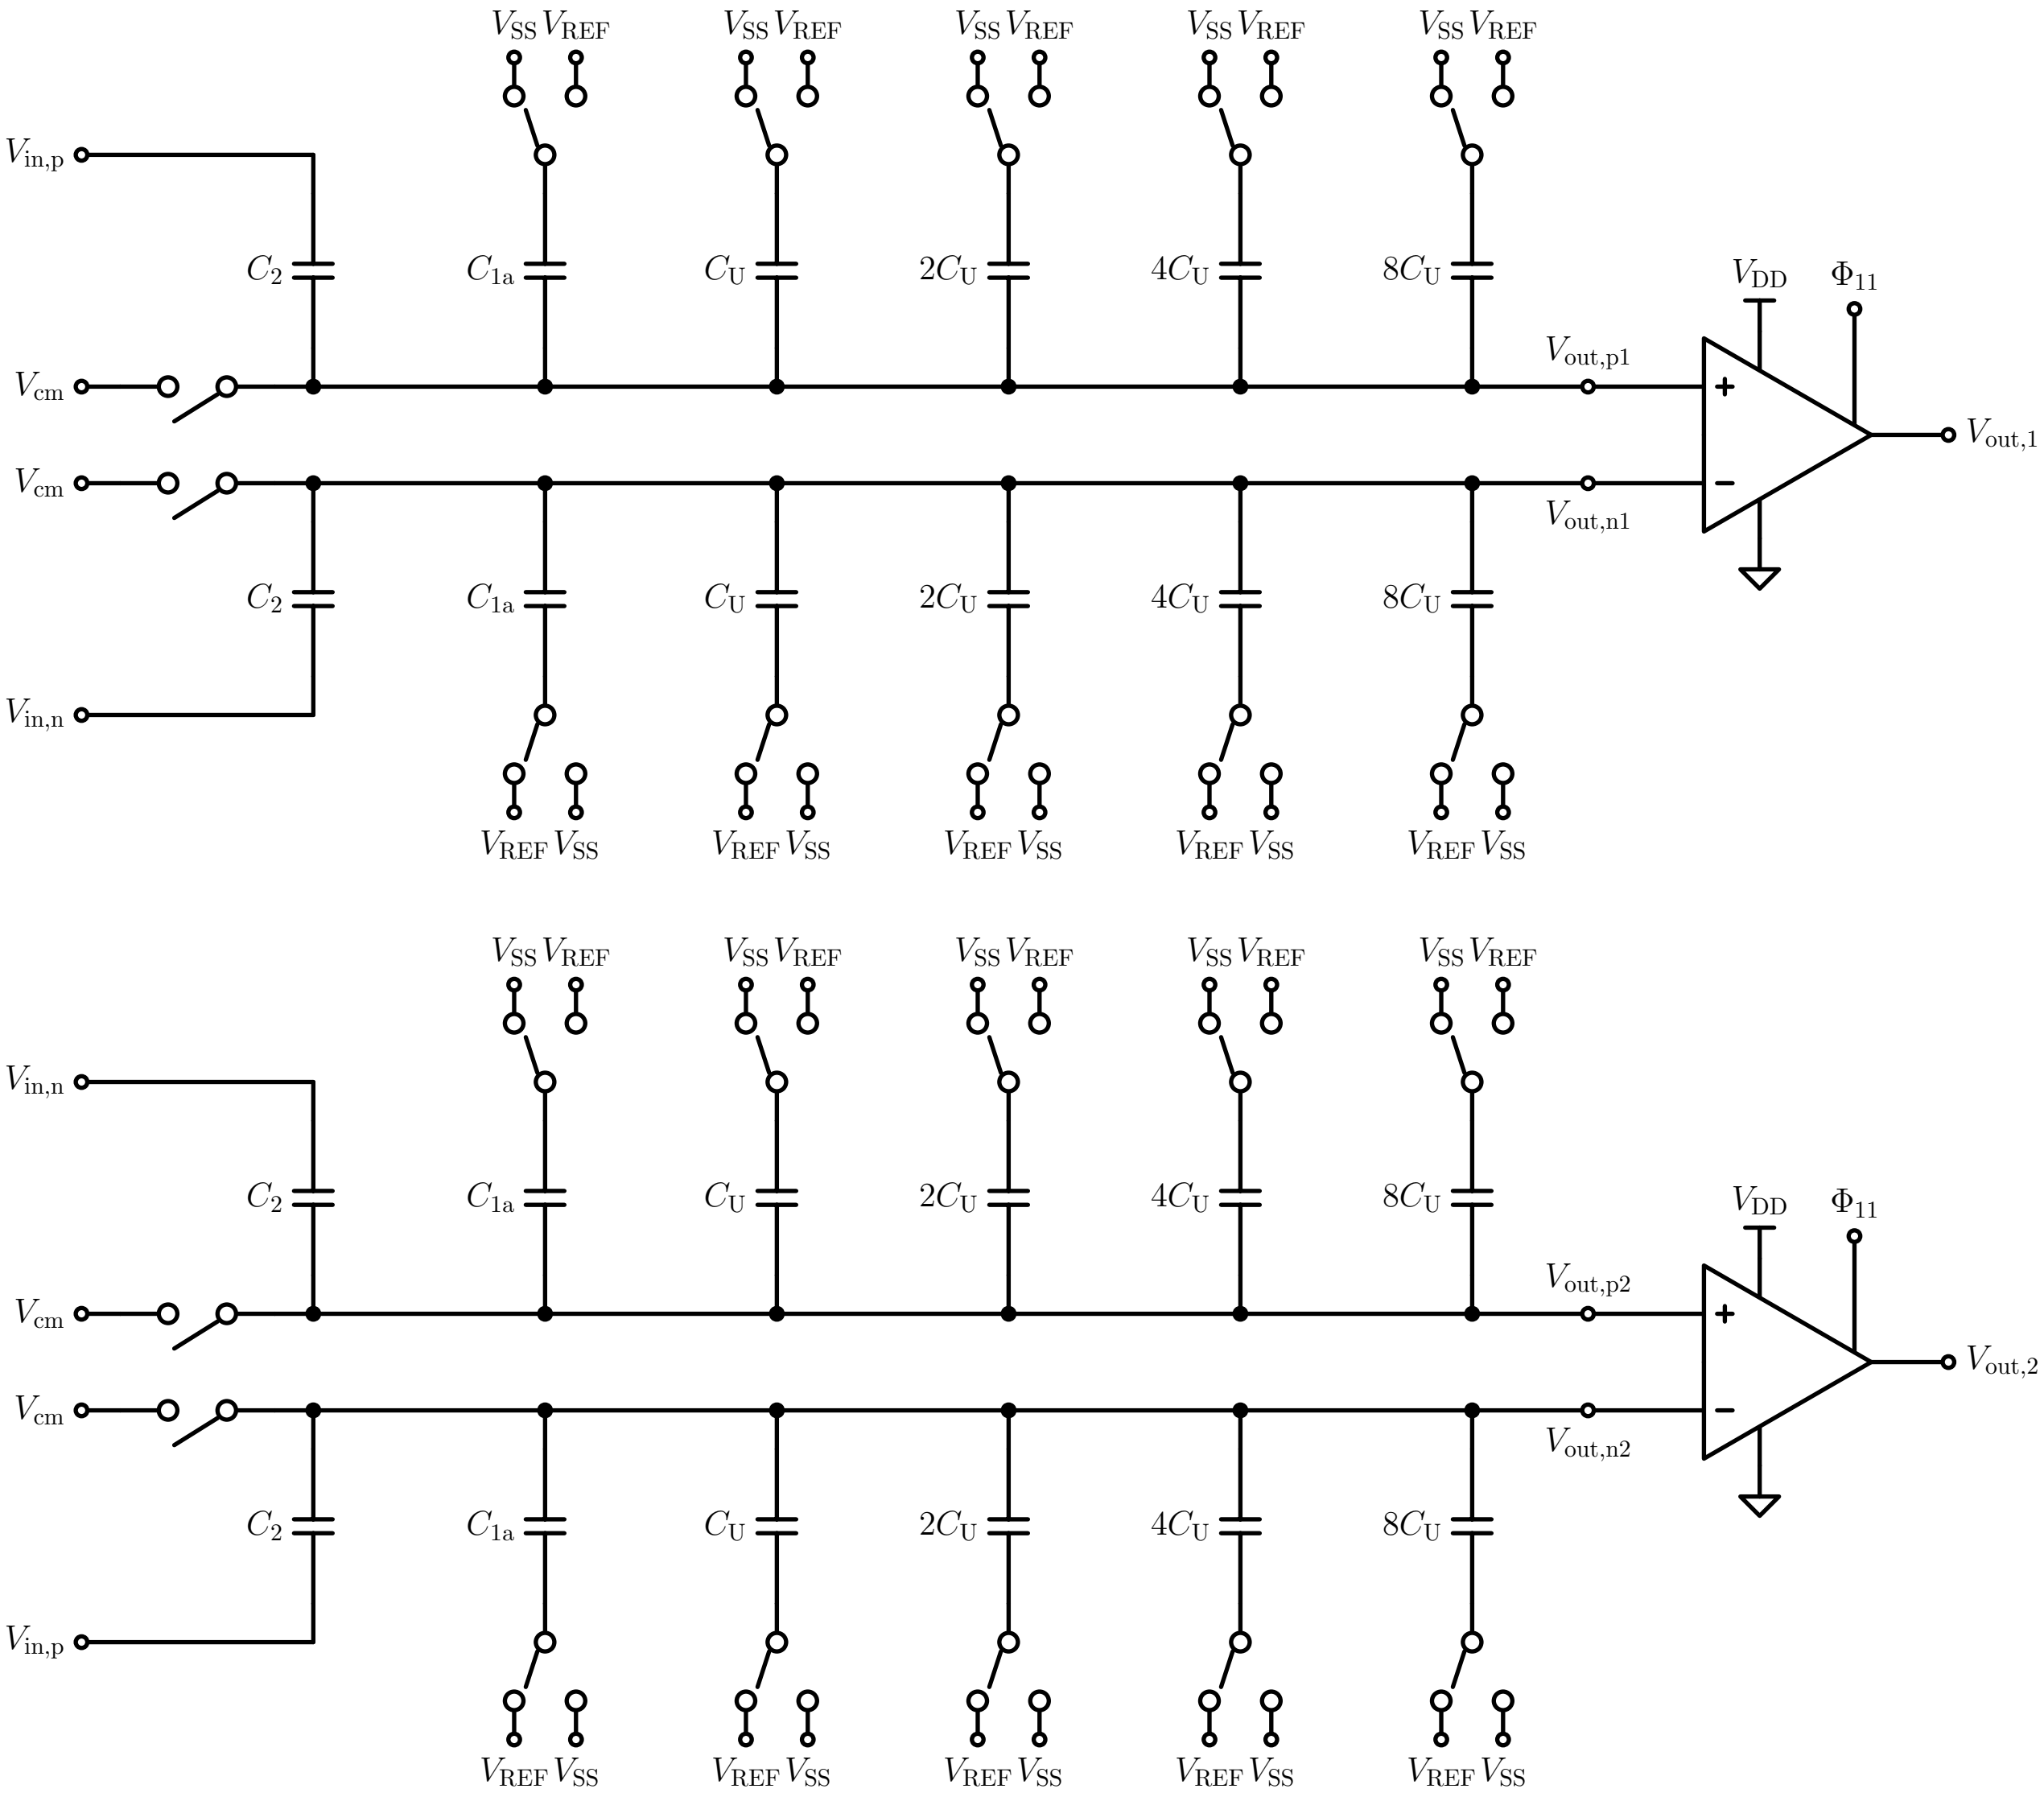 V_SS V_REF V_SS V_REF V_SS V_REF V_SS V_REF V_SS V_REF
V_in,p
C_2 C_1a C_U 2C_U 4C_U 8C_U
V_DD Φ_11
V_out,p1
V_cm +
V_out,1
V_cm −
V_out,n1
C_2 C_1a C_U 2C_U 4C_U 8C_U
V_in,n
V_REF V_SS V_REF V_SS V_REF V_SS V_REF V_SS V_REF V_SS
V_SS V_REF V_SS V_REF V_SS V_REF V_SS V_REF V_SS V_REF
V_in,n
C_2 C_1a C_U 2C_U 4C_U 8C_U
V_DD Φ_11
V_out,p2
V_cm +
V_out,2
V_cm −
V_out,n2
C_2 C_1a C_U 2C_U 4C_U 8C_U
V_in,p
V_REF V_SS V_REF V_SS V_REF V_SS V_REF V_SS V_REF V_SS